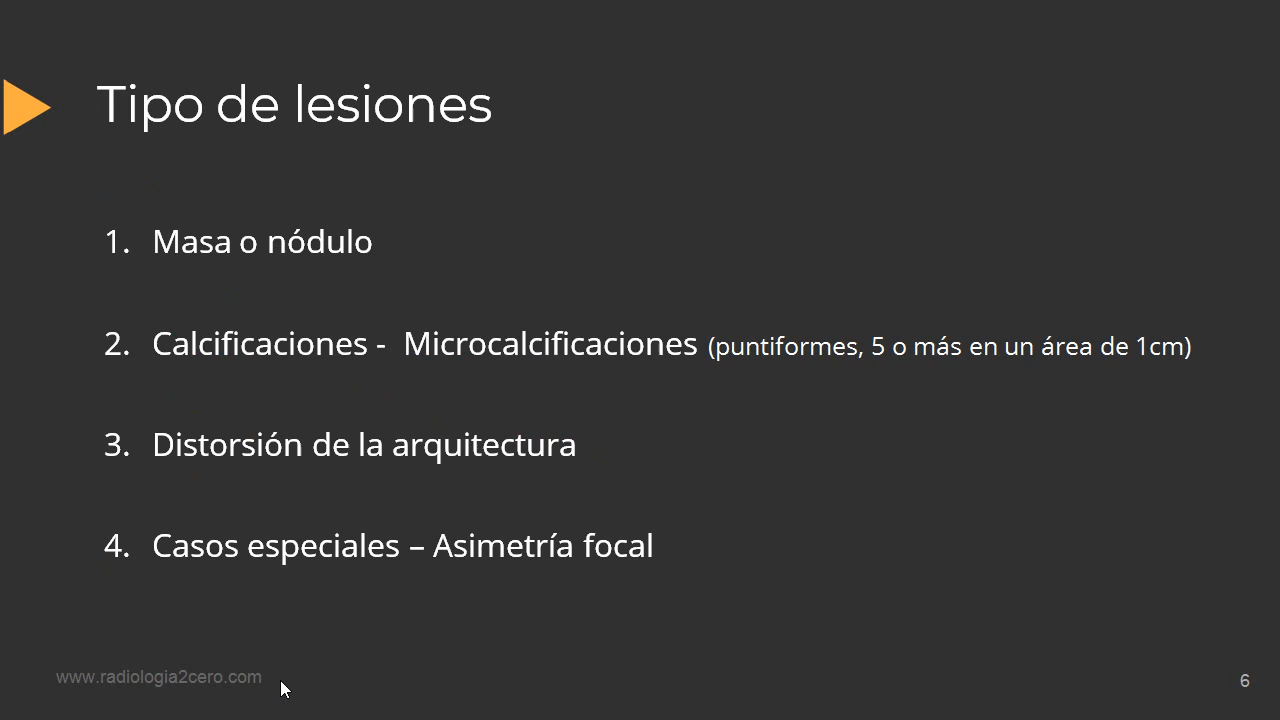 Tipo de lesiones
1. Masa o nódulo
2. Calcificaciones - Microcalcificaciones (puntiformes, 5 o más en un área de 1cm)
3. Distorsión de la arquitectura
4. Casos especiales – Asimetría focal
www.radiologia2cero.com
6